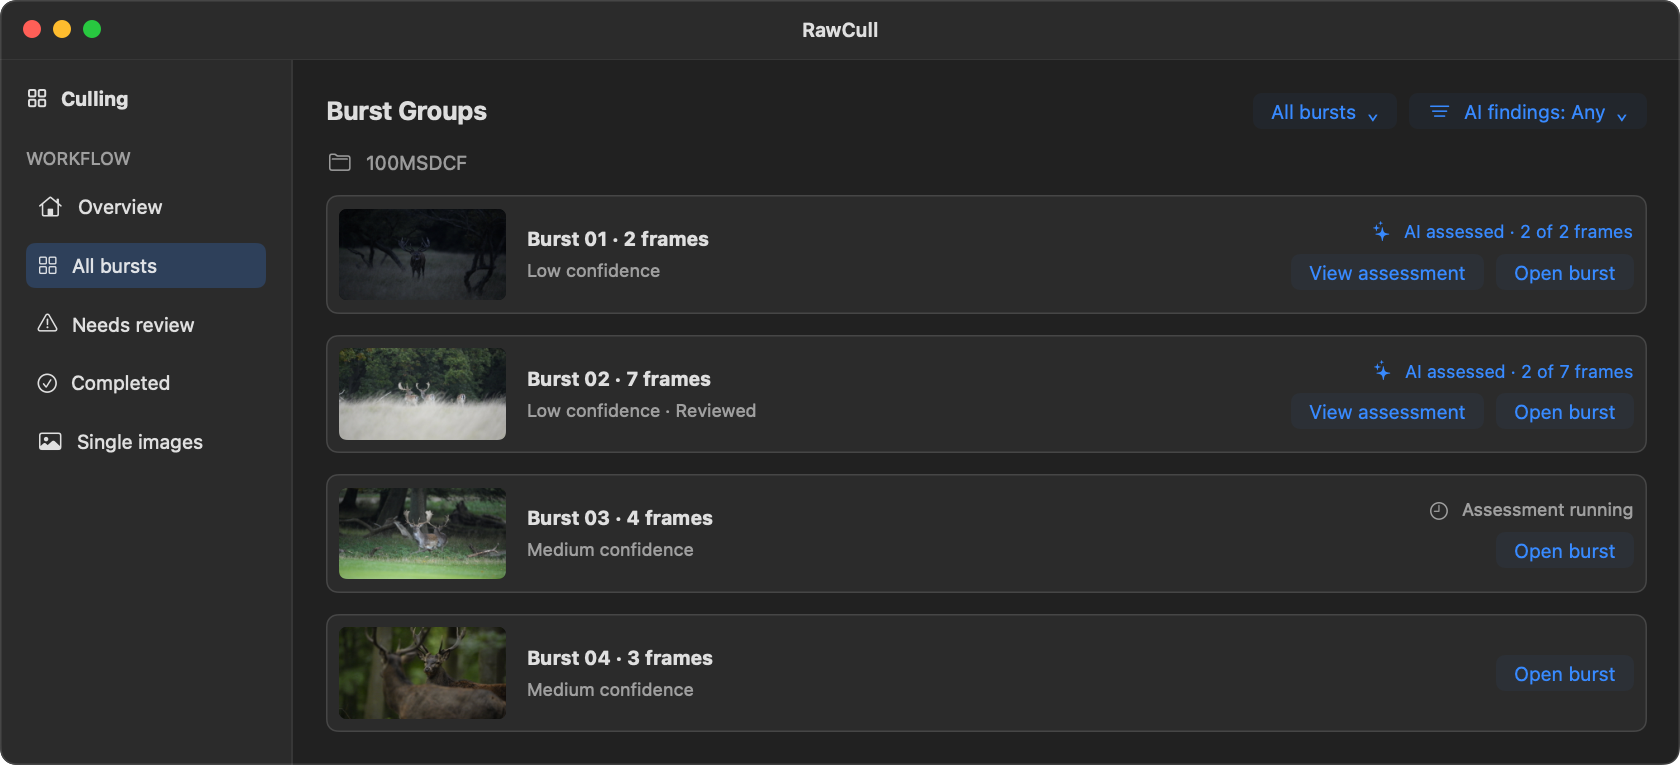 RawCull
Culling
WORKFLOW
Overview
All bursts
Needs review
Completed
Single images
Burst Groups
All bursts
AI findings: Any
100MSDCF
Burst 01 · 2 frames
Low confidence
AI assessed · 2 of 2 frames
View assessment
Open burst
Burst 02 · 7 frames
Low confidence · Reviewed
AI assessed · 2 of 7 frames
View assessment
Open burst
Burst 03 · 4 frames
Medium confidence
Assessment running
Open burst
Burst 04 · 3 frames
Medium confidence
Open burst